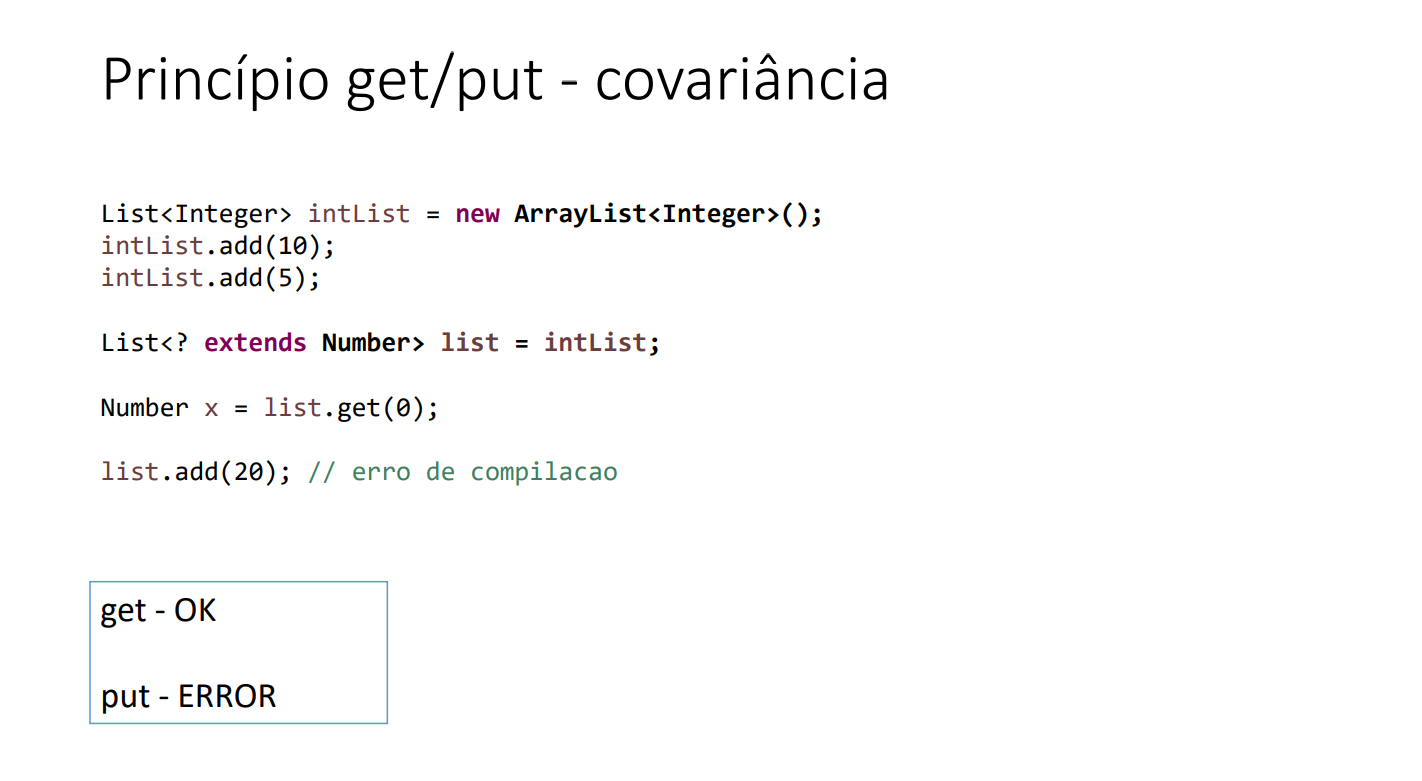 Princípio get/put - covariância
List<Integer> intList = new ArrayList<Integer>();
intList.add(10);
intList.add(5);
List<? extends Number> list = intList;
Number x = list.get(0);
list.add(20); // erro de compilacao
get - OK
put - ERROR